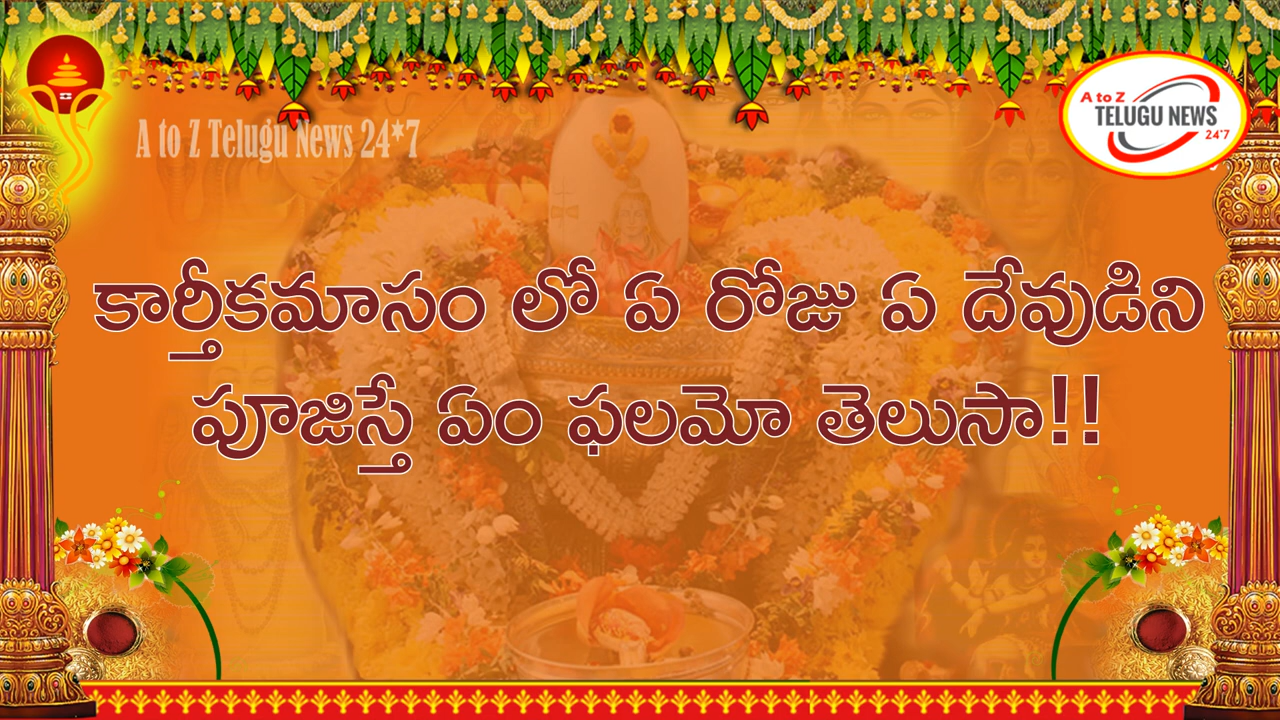 A to Z Telugu News 24*7
A to Z
TELUGU NEWS
24*7
కార్తీకమాసం లో ఏ రోజు ఏ దేవుడిని
పూజిస్తే ఏం ఫలమో తెలుసా!!